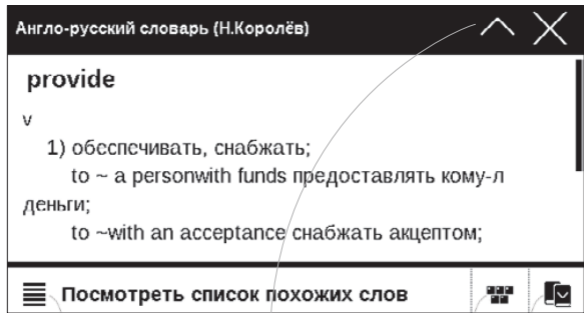 Англо-русский словарь (Н.Королёв)
provide
v
1) обеспечивать, снабжать;
to ~ a personwith funds предоставлять кому-л
деньги;
to ~with an acceptance снабжать акцептом;
Посмотреть список похожих слов